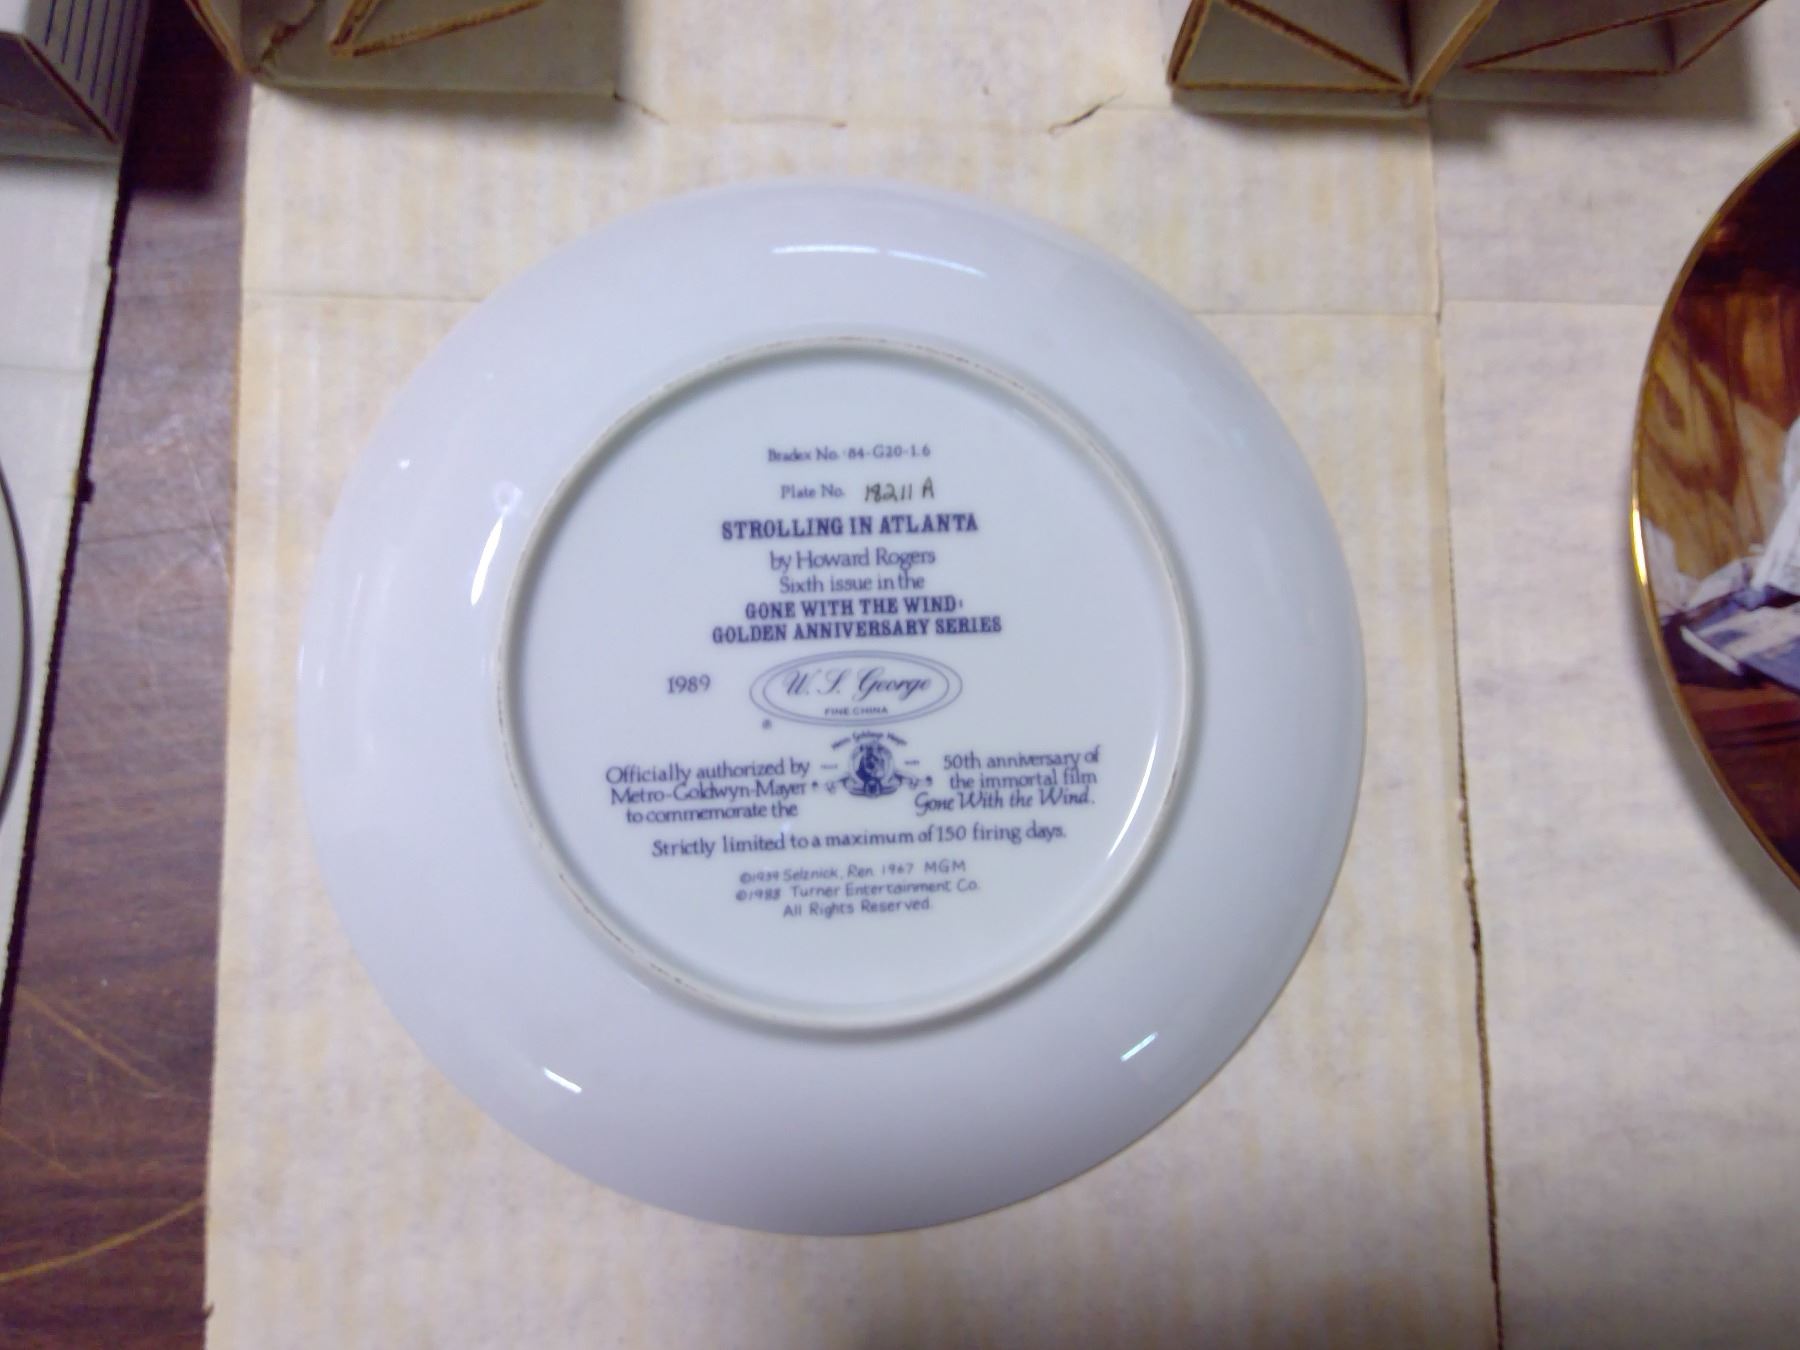 Bradex No. 84-G20-1.6
Plate No. 18211 A
STROLLING IN ATLANTA
by Howard Rogers
Sixth issue in the
GONE WITH THE WIND:
GOLDEN ANNIVERSARY SERIES
1989
W. S. George
FINE CHINA
®
Metro Goldwyn Mayer
Officially authorized by
Metro-Goldwyn-Mayer
to commemorate the
50th anniversary of
the immortal film
Gone With the Wind.
Strictly limited to a maximum of 150 firing days.
©1939 Selznick, Ren. 1967 MGM
©1988 Turner Entertainment Co.
All Rights Reserved.